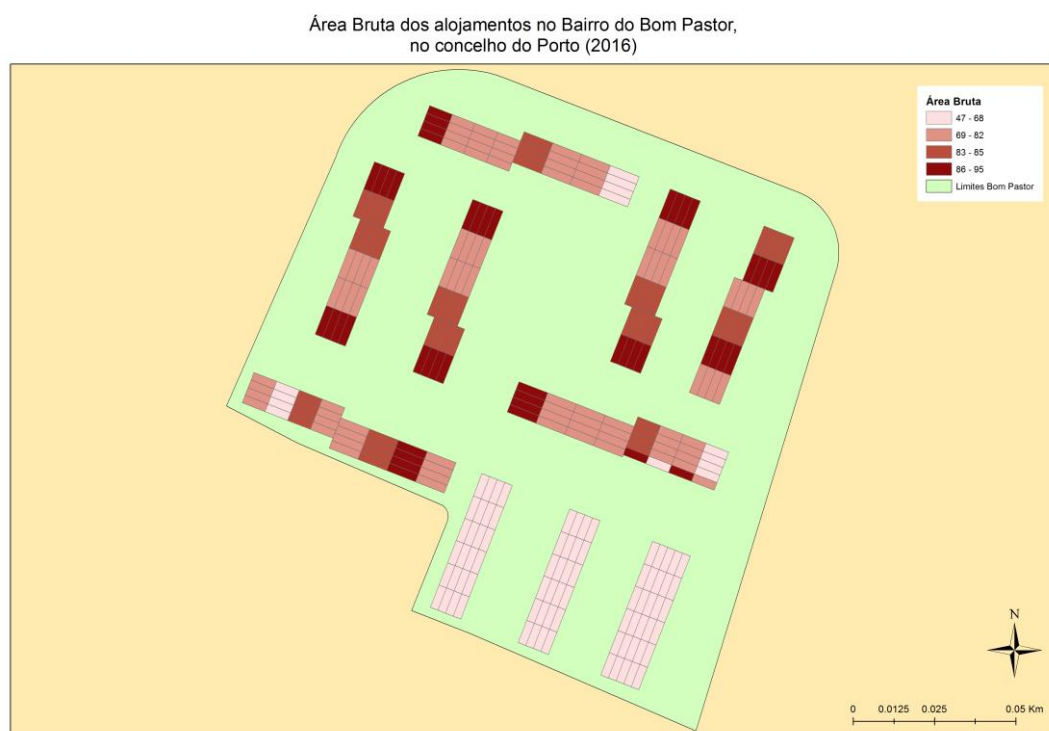 Área Bruta dos alojamentos no Bairro do Bom Pastor,
no concelho do Porto (2016)
Área Bruta
47 - 68
69 - 82
83 - 85
86 - 95
Limites Bom Pastor
N
0 0.0125 0.025 0.05 Km